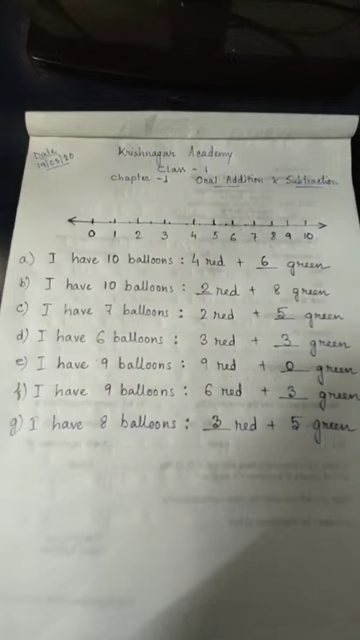 Date
19/05/20
Krishnagar Academy
Class - 1
Chapter - 1 Oral Addition & Subtraction
0 1 2 3 4 5 6 7 8 9 10
a) I have 10 balloons : 4 red + 6 green
b) I have 10 balloons : 2 red + 8 green
c) I have 7 balloons : 2 red + 5 green
d) I have 6 balloons : 3 red + 3 green
e) I have 9 balloons : 9 red + 0 green
f) I have 9 balloons : 6 red + 3 green
g) I have 8 balloons : 3 red + 5 green